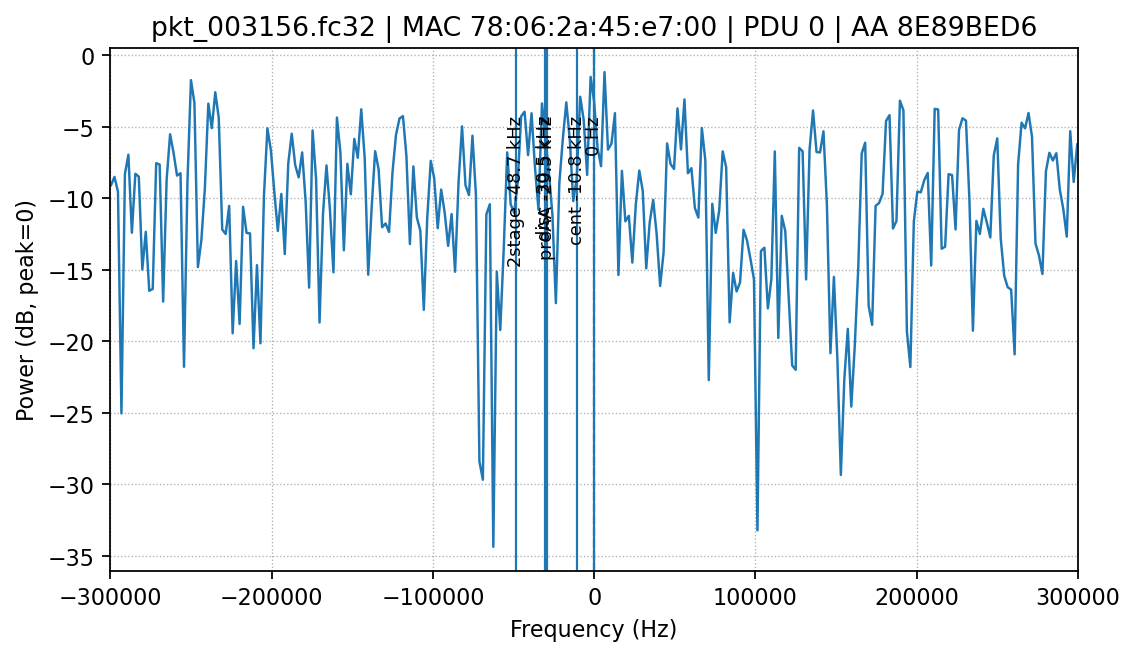 pkt_003156.fc32 | MAC 78:06:2a:45:e7:00 | PDU 0 | AA 8E89BED6
Power (dB, peak=0)
0
−5
−10
−15
−20
−25
−30
−35
2stage -48.7 kHz
cent -10.8 kHz
0 Hz
−300000
−200000
−100000
0
100000
200000
300000
Frequency (Hz)